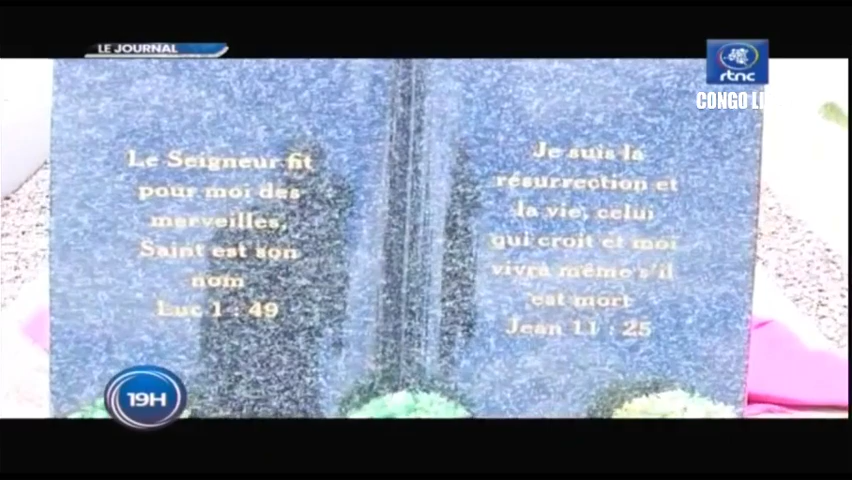 LE JOURNAL
rtnc
CONGO LI
Le Seigneur fit
pour moi des
merveilles,
Saint est son
nom
Luc 1 : 49
Je suis la
résurrection et
la vie, celui
qui croit et moi
vivra même s'il
est mort
Jean 11 : 25
19H